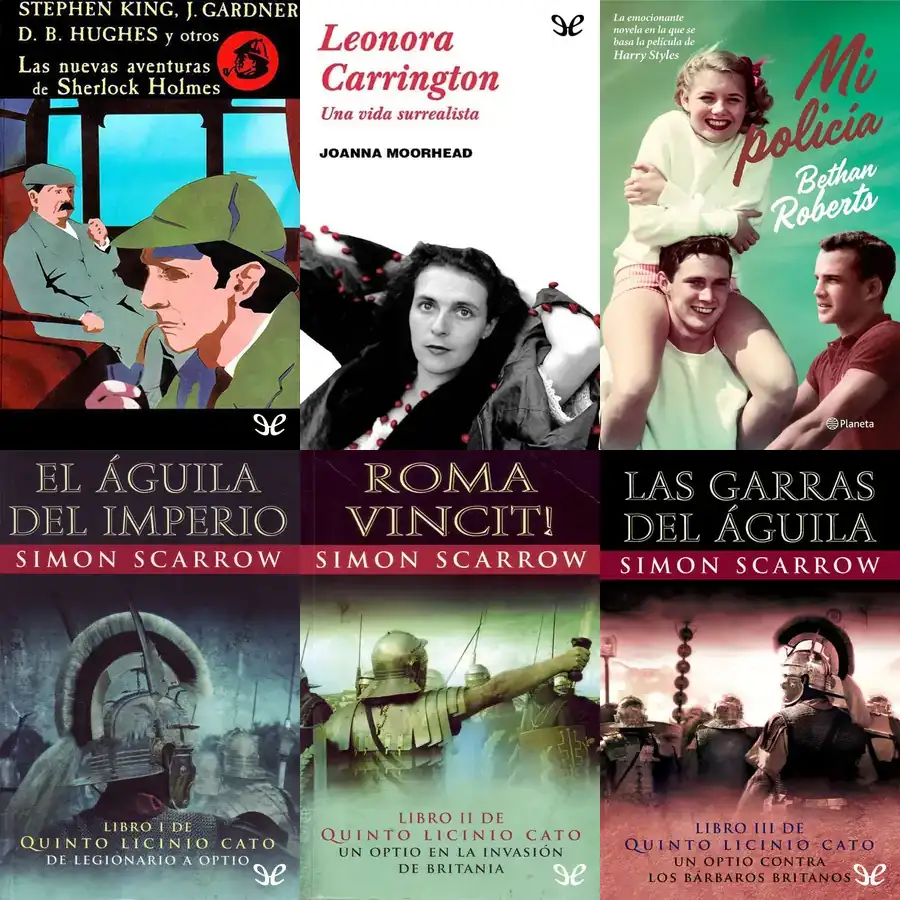 STEPHEN KING, J. GARDNER
D. B. HUGHES y otros
Las nuevas aventuras
de Sherlock Holmes
Leonora
Carrington
Una vida surrealista
JOANNA MOORHEAD
La emocionante
novela en la que se
basa la película de
Harry Styles
Mi
policía
Bethan
Roberts
Planeta
EL ÁGUILA
DEL IMPERIO
SIMON SCARROW
LIBRO I DE
QUINTO LICINIO CATO
DE LEGIONARIO A OPTIO
ROMA
VINCIT!
SIMON SCARROW
LIBRO II DE
QUINTO LICINIO CATO
UN OPTIO EN LA INVASIÓN
DE BRITANIA
LAS GARRAS
DEL ÁGUILA
SIMON SCARROW
LIBRO III DE
QUINTO LICINIO CATO
UN OPTIO CONTRA
LOS BÁRBAROS BRITANOS